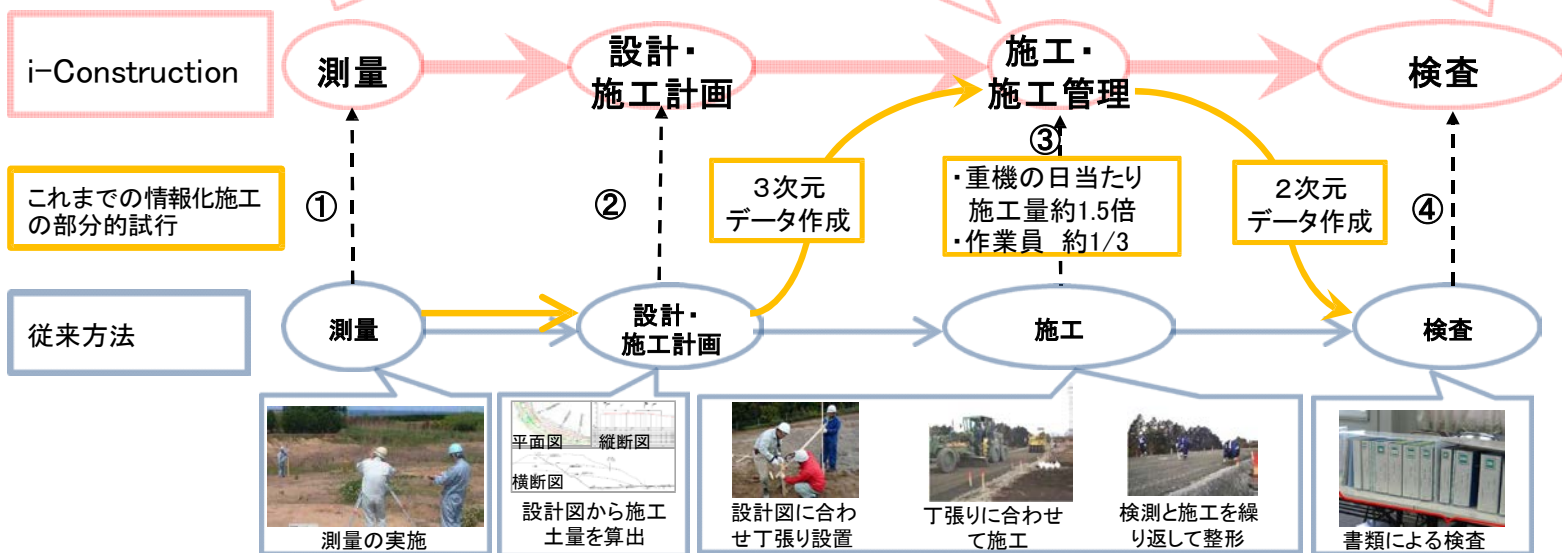 i-Construction
測量
設計・
施工計画
施工・
施工管理
検査
これまでの情報化施工
の部分的試行
①
②
3次元
データ作成
③
・重機の日当たり
施工量約1.5倍
・作業員 約1/3
2次元
データ作成
④
従来方法
測量
設計・
施工計画
施工
検査
測量の実施
平面図
縦断図
横断図
設計図から施工
土量を算出
設計図に合わ
せ丁張り設置
丁張りに合わせ
て施工
検測と施工を繰
り返して整形
書類による検査